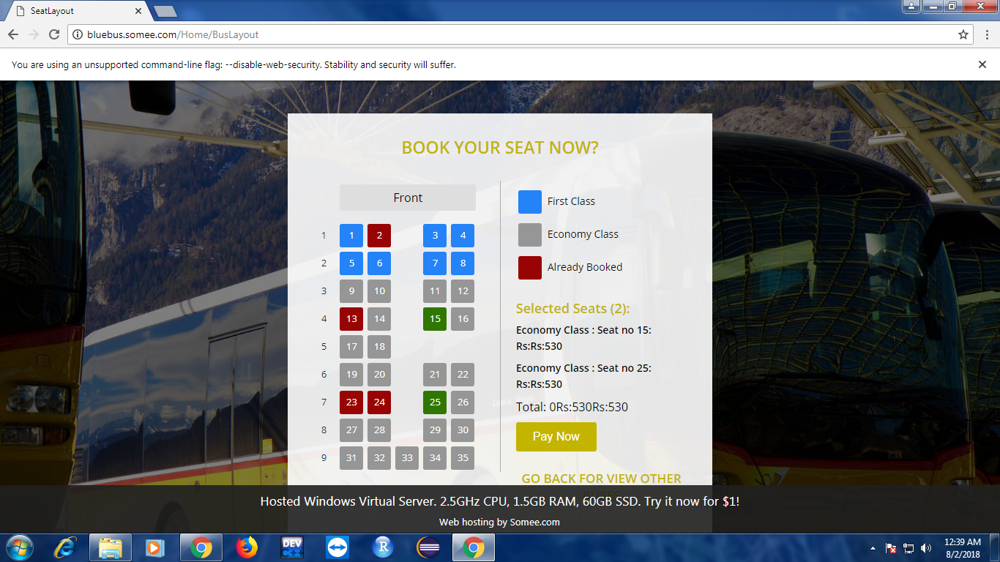 SeatLayout
bluebus.somee.com/Home/BusLayout
You are using an unsupported command-line flag: --disable-web-security. Stability and security will suffer.
BOOK YOUR SEAT NOW?
Front
1 1 2 3 4
2 5 6 7 8
3 9 10 11 12
4 13 14 15 16
5 17 18
6 19 20 21 22
7 23 24 25 26
8 27 28 29 30
9 31 32 33 34 35
First Class
Economy Class
Already Booked
Selected Seats (2):
Economy Class : Seat no 15:
Rs:Rs:530
Economy Class : Seat no 25:
Rs:Rs:530
Total: 0Rs:530Rs:530
Pay Now
GO BACK FOR VIEW OTHER
Hosted Windows Virtual Server. 2.5GHz CPU, 1.5GB RAM, 60GB SSD. Try it now for $1!
Web hosting by Somee.com
DEV
C++
R
12:39 AM
8/2/2018